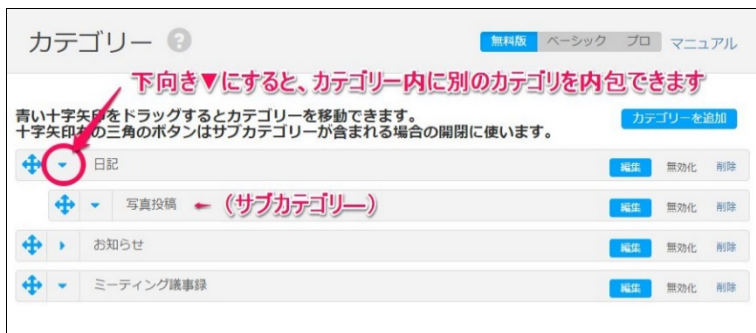 カテゴリー ?
無料版 ベーシック プロ マニュアル
下向き▼にすると、カテゴリー内に別のカテゴリを内包できます
青い十字矢印をドラッグするとカテゴリーを移動できます。
カテゴリーを追加
十字矢印右の三角のボタンはサブカテゴリーが含まれる場合の開閉に使います。
日記 編集 無効化 削除
写真投稿 ← (サブカテゴリ―) 編集 無効化 削除
お知らせ 編集 無効化 削除
ミーティング議事録 編集 無効化 削除